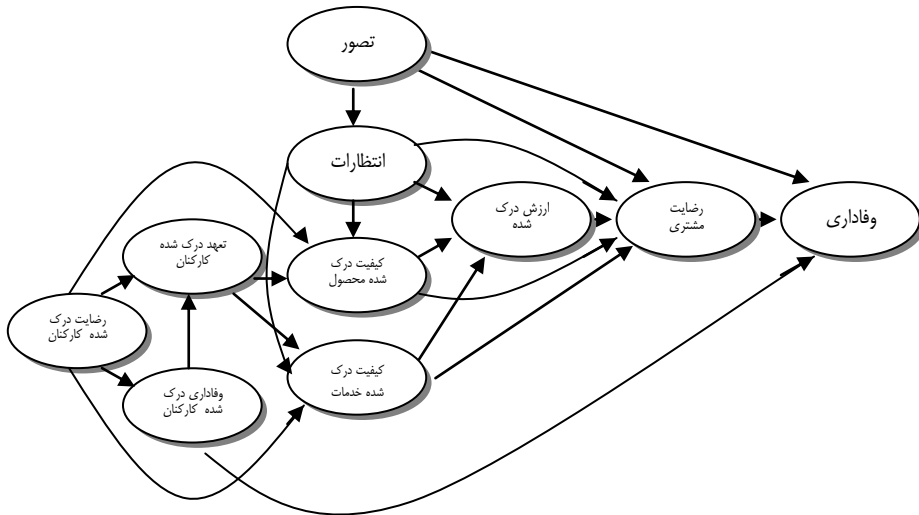 تصور
انتظارات
ارزش درک
شده
رضایت
مشتری
وفاداری
تعهد درک شده
کارکنان
کیفیت درک
شده محصول
رضایت درک
شده کارکنان
کیفیت درک
شده خدمات
وفاداری درک
شده کارکنان